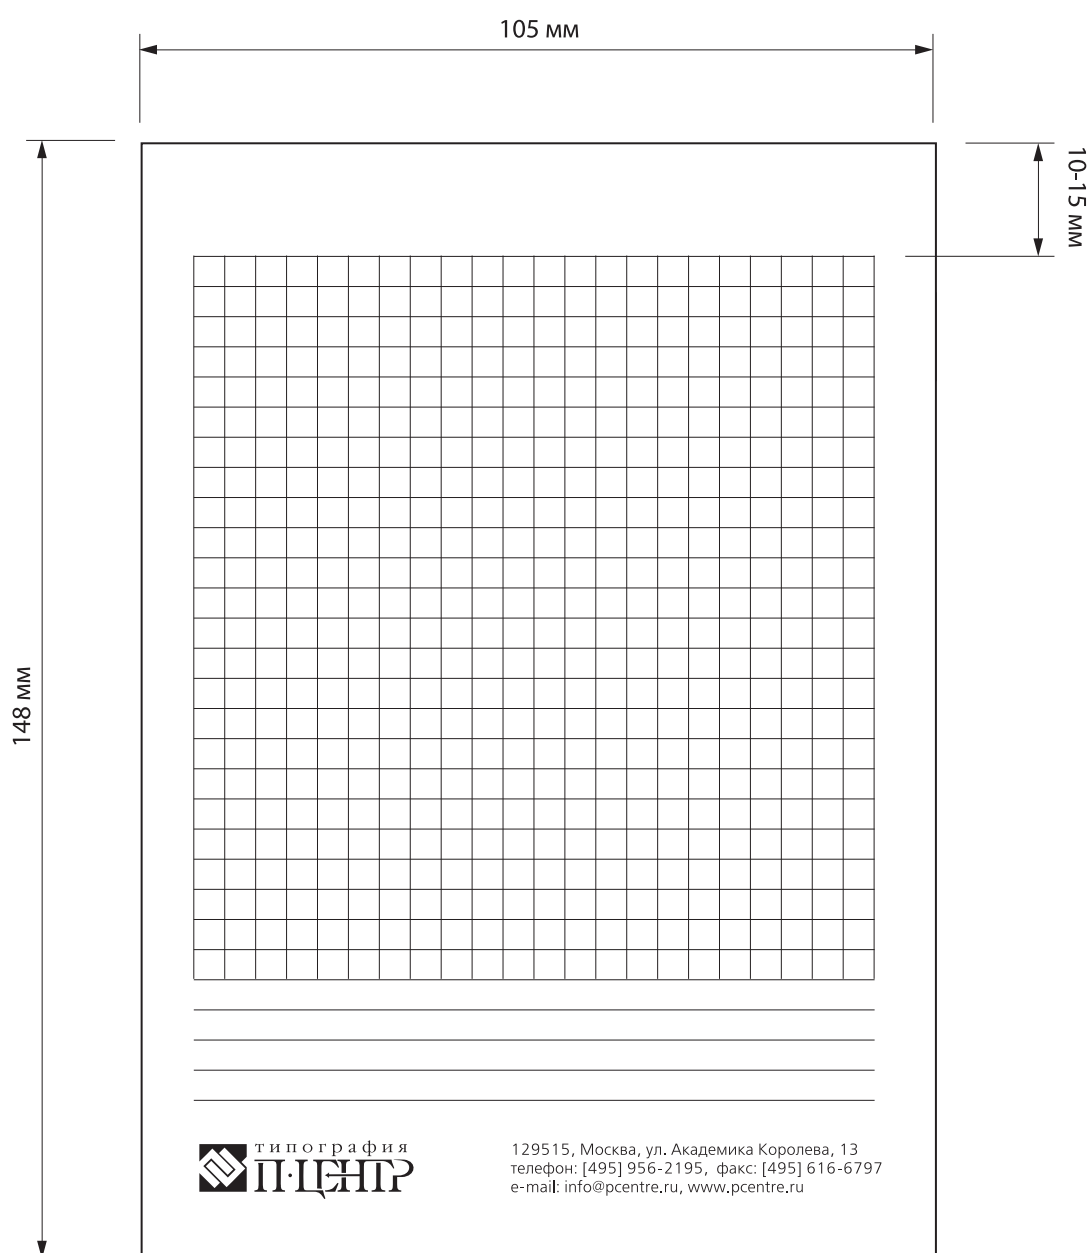 105 мм
10-15 мм
148 мм
типография
П·ЦЕНТР
129515, Москва, ул. Академика Королева, 13
телефон: [495] 956-2195, факс: [495] 616-6797
e-mail: info@pcentre.ru, www.pcentre.ru